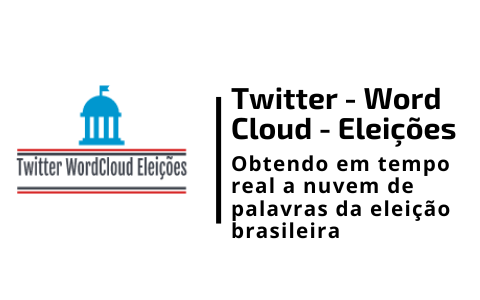 Twitter WordCloud Eleições
Twitter - Word
Cloud - Eleições
Obtendo em tempo
real a nuvem de
palavras da eleição
brasileira